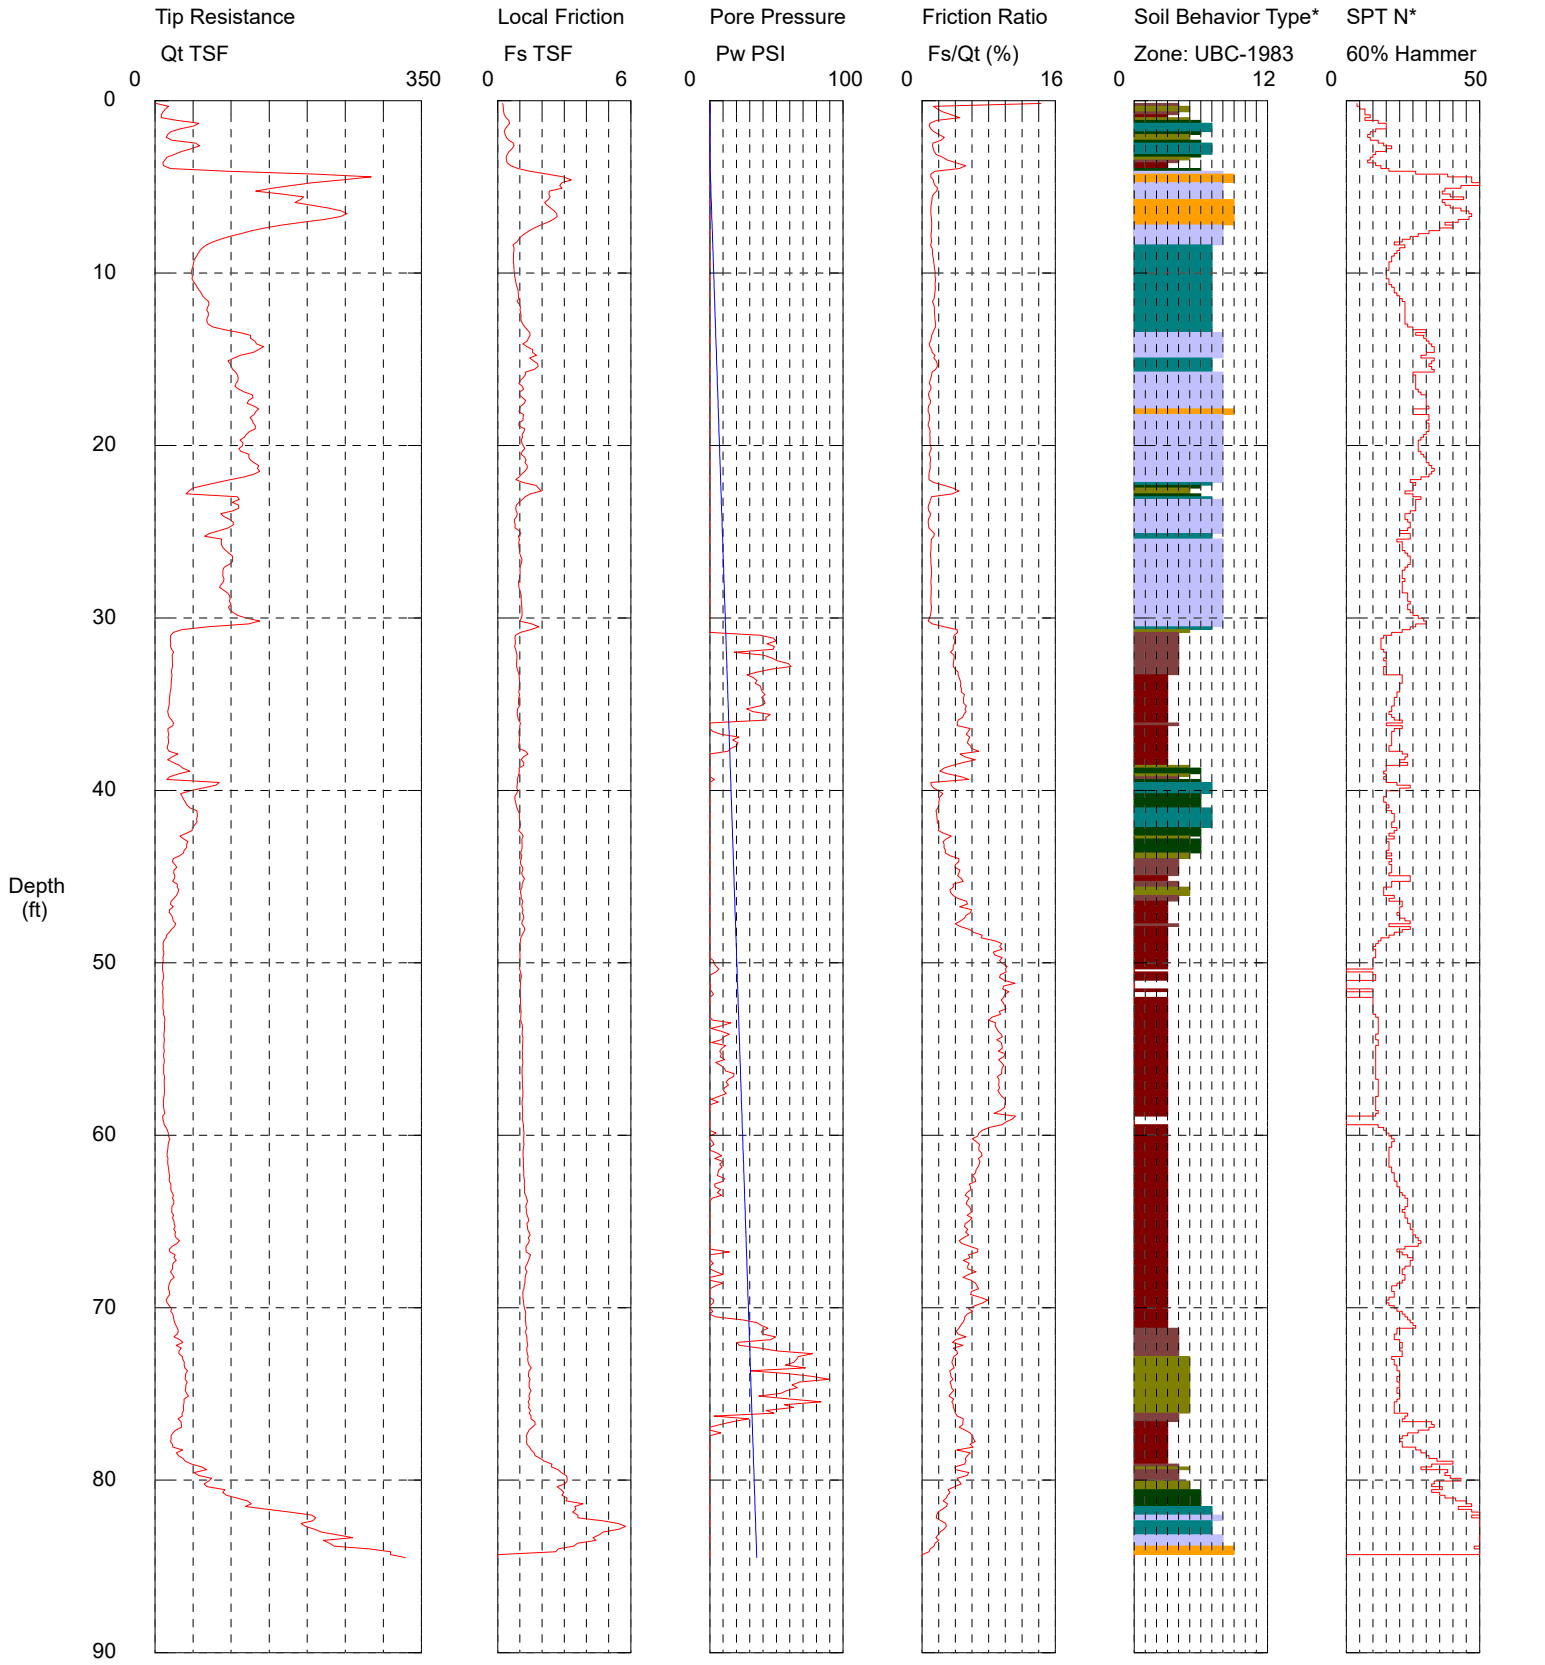 Tip Resistance Local Friction Pore Pressure Friction Ratio Soil Behavior Type* SPT N*
Qt TSF Fs TSF Pw PSI Fs/Qt (%) Zone: UBC-1983 60% Hammer
0 350 0 6 0 100 0 16 0 12 0 50
0
10
20
30
40
Depth
(ft)
50
60
70
80
90